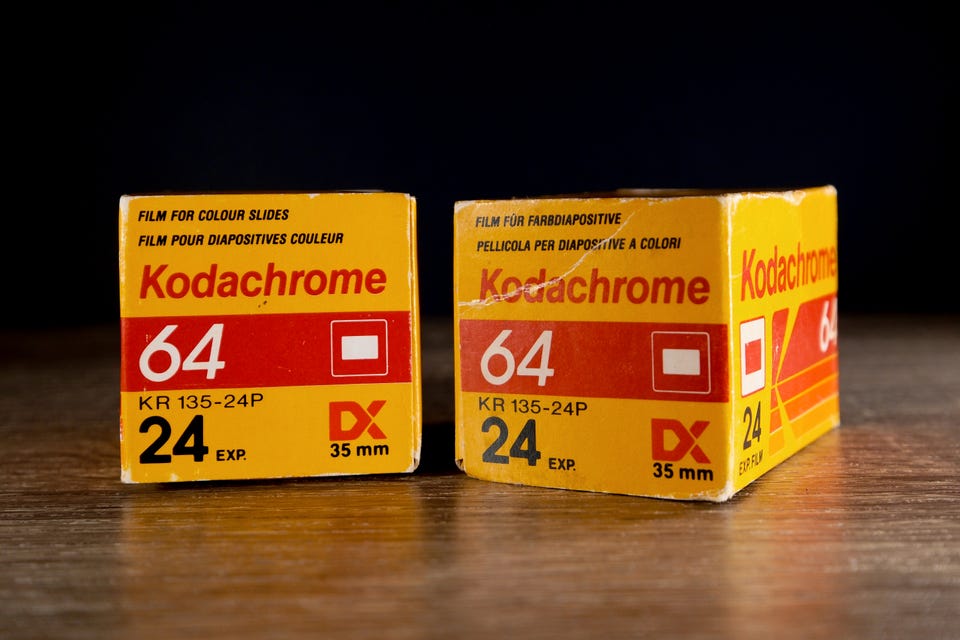 FILM FOR COLOUR SLIDES
FILM POUR DIAPOSITIVES COULEUR
Kodachrome
64
KR 135-24P
24 EXP.
DX
35 mm
FILM FÜR FARBDIAPOSITIVE
PELLICOLA PER DIAPOSITIVE A COLORI
Kodachrome
64
KR 135-24P
24 EXP.
DX
35 mm
Kodachrome
64
24
EXP. FILM